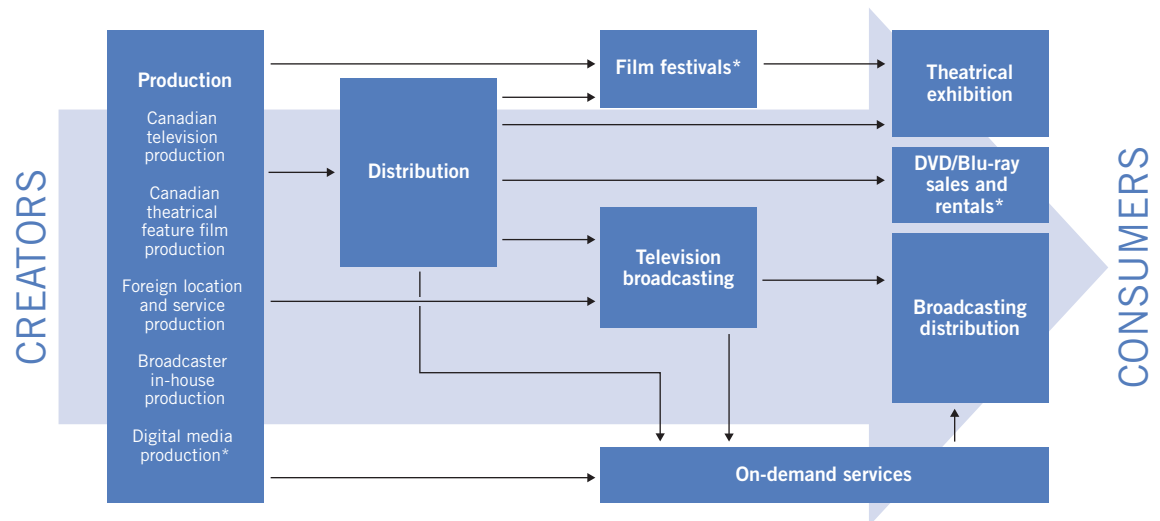 CREATORS
Production
Canadian
television
production
Canadian
theatrical
feature film
production
Foreign location
and service
production
Broadcaster
in-house
production
Digital media
production*
Distribution
Film festivals*
Television
broadcasting
On-demand services
Theatrical
exhibition
DVD/Blu-ray
sales and
rentals*
Broadcasting
distribution
CONSUMERS